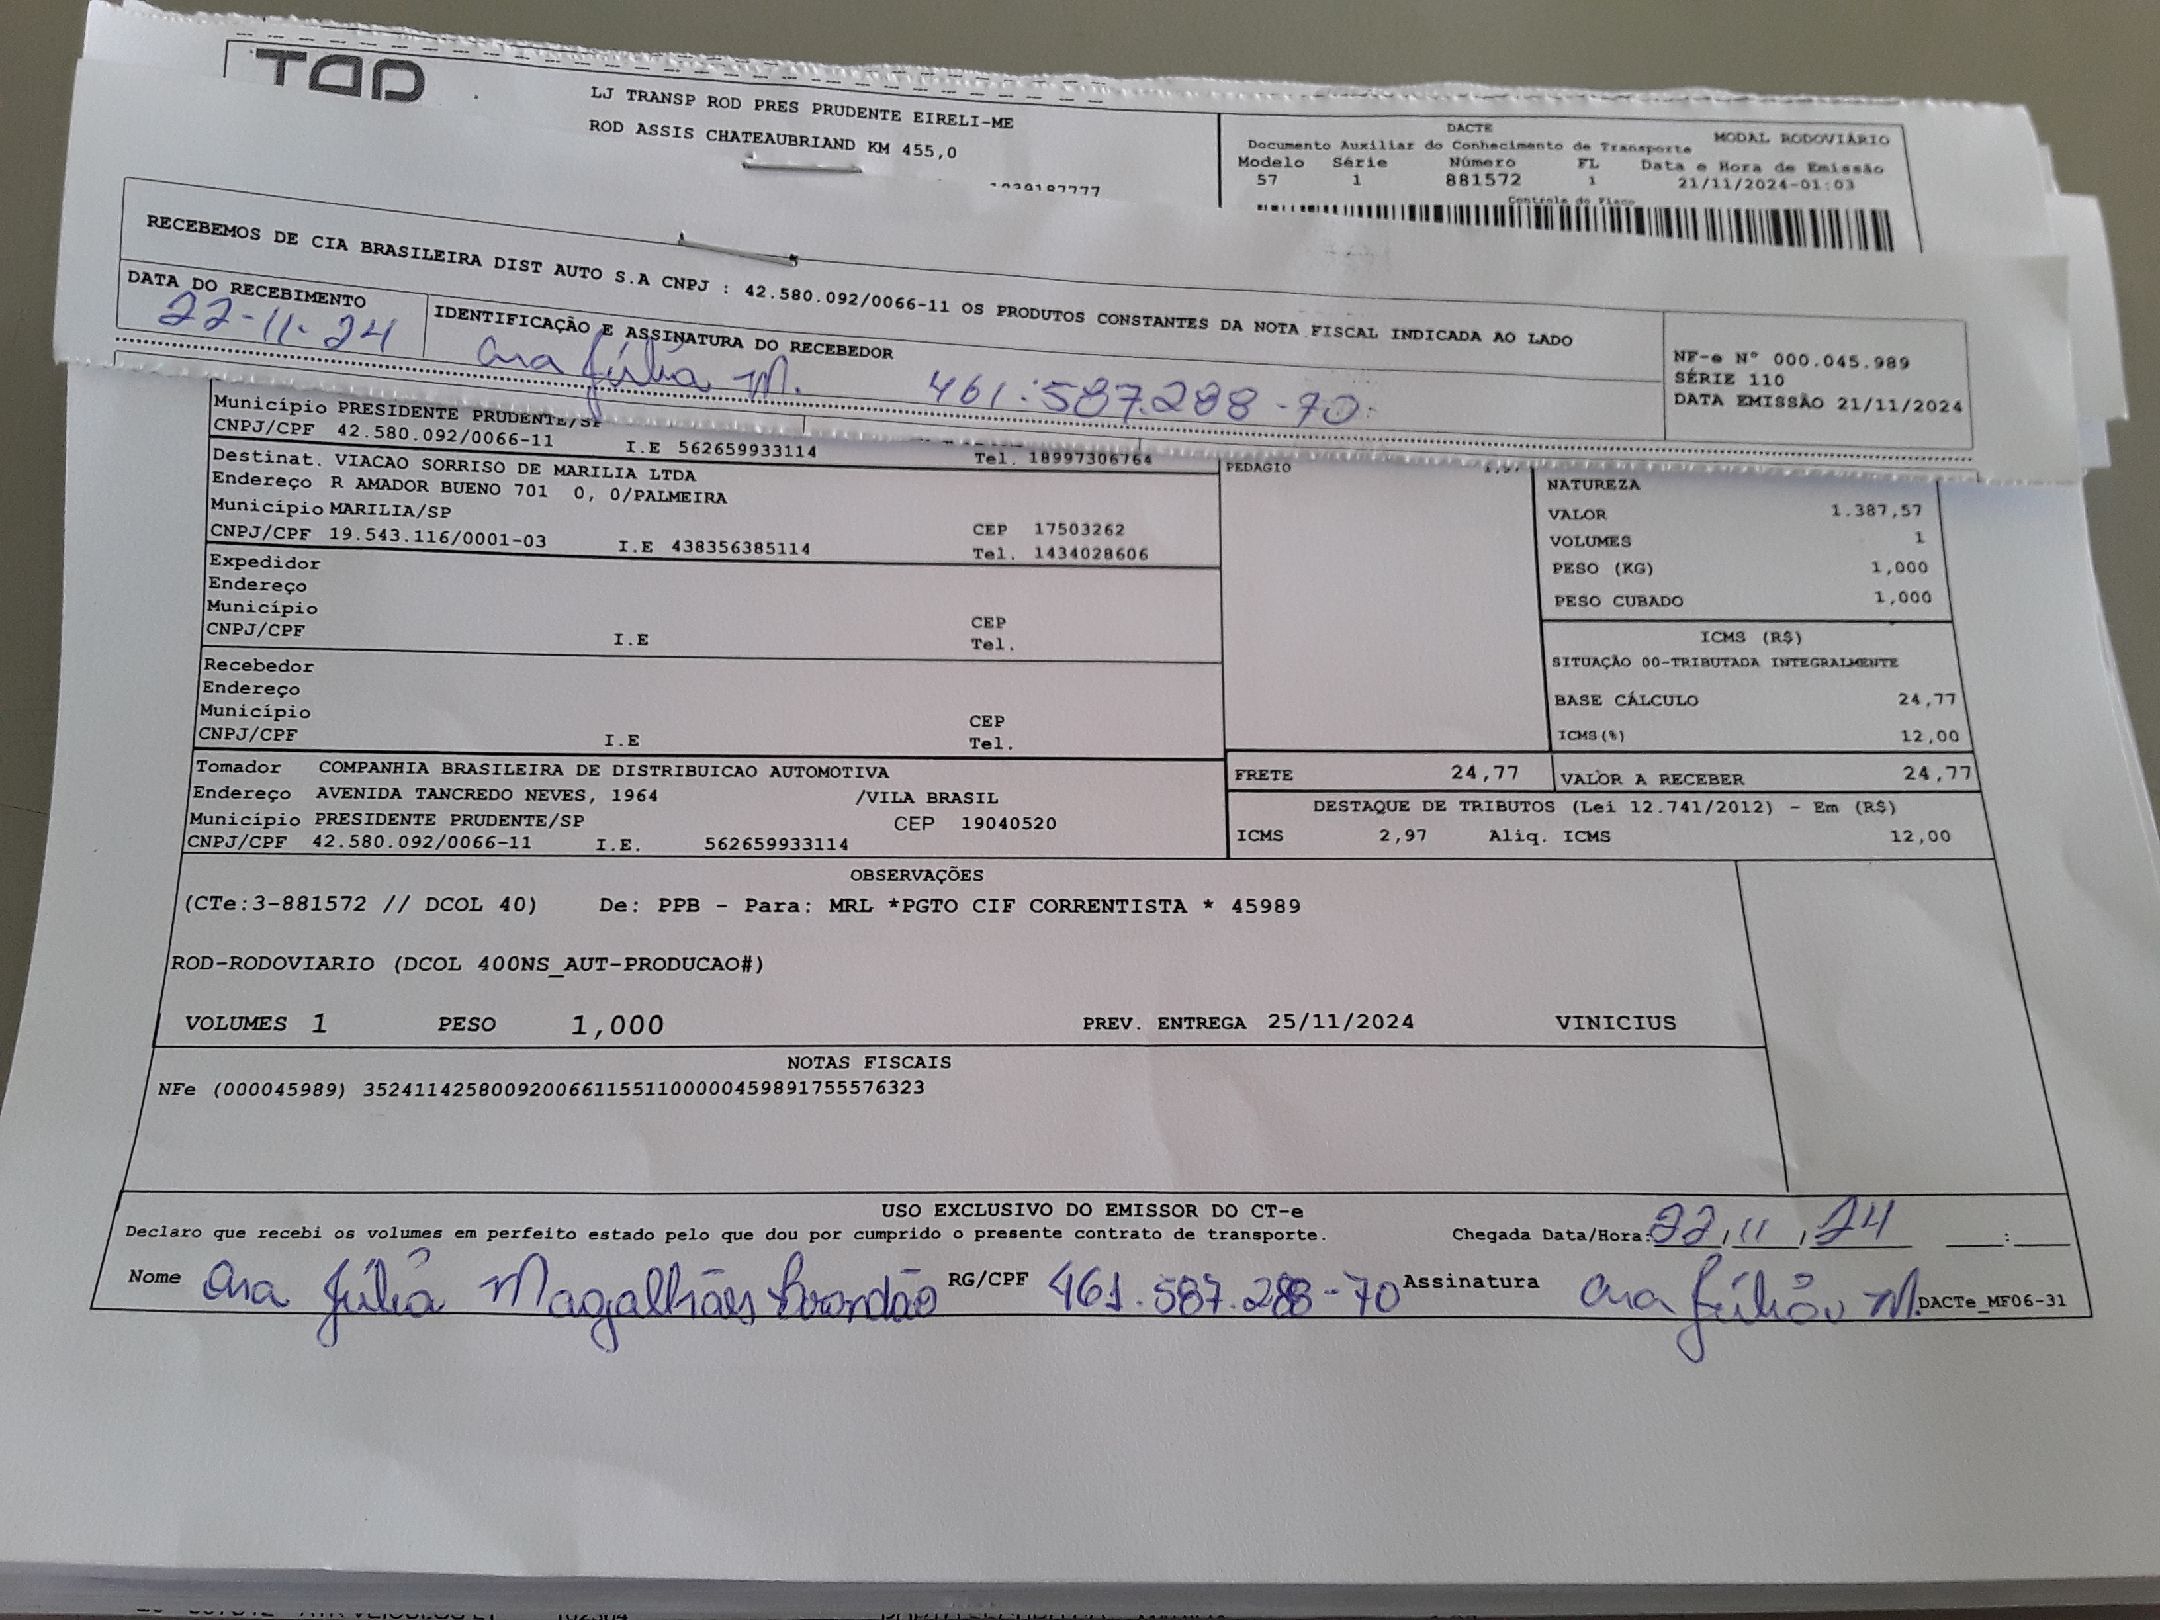 TAD
LJ TRANSP ROD PRES PRUDENTE EIRELI-ME
ROD ASSIS CHATEAUBRIAND KM 455,0
DACTE
MODAL RODOVIÁRIO
Documento Auxiliar do Conhecimento de Transporte
Modelo Série Número FL Data e Hora de Emissão
57 1 881572 1 21/11/2024-01:03
Controle do Fisco
RECEBEMOS DE CIA BRASILEIRA DIST AUTO S.A CNPJ : 42.580.092/0066-11 OS PRODUTOS CONSTANTES DA NOTA FISCAL INDICADA AO LADO
DATA DO RECEBIMENTO
22-11-24
IDENTIFICAÇÃO E ASSINATURA DO RECEBEDOR
Ana Júlia M. 461.587.288-70
NF-e N° 000.045.989
SÉRIE 110
DATA EMISSÃO 21/11/2024
Município PRESIDENTE PRUDENTE/SP
CNPJ/CPF 42.580.092/0066-11 I.E 562659933114 Tel. 18997306764
Destinat. VIACAO SORRISO DE MARILIA LTDA
Endereço R AMADOR BUENO 701 0, 0/PALMEIRA
Município MARILIA/SP CEP 17503262
CNPJ/CPF 19.543.116/0001-03 I.E 438356385114 Tel. 1434028606
Expedidor
Endereço
Município CEP
CNPJ/CPF I.E Tel.
Recebedor
Endereço
Município CEP
CNPJ/CPF I.E Tel.
Tomador COMPANHIA BRASILEIRA DE DISTRIBUICAO AUTOMOTIVA
Endereço AVENIDA TANCREDO NEVES, 1964 /VILA BRASIL
Município PRESIDENTE PRUDENTE/SP CEP 19040520
CNPJ/CPF 42.580.092/0066-11 I.E. 562659933114
PEDAGIO
NATUREZA
VALOR 1.387,57
VOLUMES 1
PESO (KG) 1,000
PESO CUBADO 1,000
ICMS (R$)
SITUAÇÃO 00-TRIBUTADA INTEGRALMENTE
BASE CÁLCULO 24,77
ICMS(%) 12,00
FRETE 24,77 VALOR A RECEBER 24,77
DESTAQUE DE TRIBUTOS (Lei 12.741/2012) - Em (R$)
ICMS 2,97 Aliq. ICMS 12,00
OBSERVAÇÕES
(CTe:3-881572 // DCOL 40) De: PPB - Para: MRL *PGTO CIF CORRENTISTA * 45989
ROD-RODOVIARIO (DCOL 400NS_AUT-PRODUCAO#)
VOLUMES 1 PESO 1,000 PREV. ENTREGA 25/11/2024 VINICIUS
NOTAS FISCAIS
NFe (000045989) 35241142580092006611551100000459891755576323
USO EXCLUSIVO DO EMISSOR DO CT-e
Declaro que recebi os volumes em perfeito estado pelo que dou por cumprido o presente contrato de transporte. Chegada Data/Hora: 22/11/24 __:__
Nome Ana Júlia Magalhães Brandão RG/CPF 461.587.288-70 Assinatura Ana Júlia M.
DACTe_MF06-31